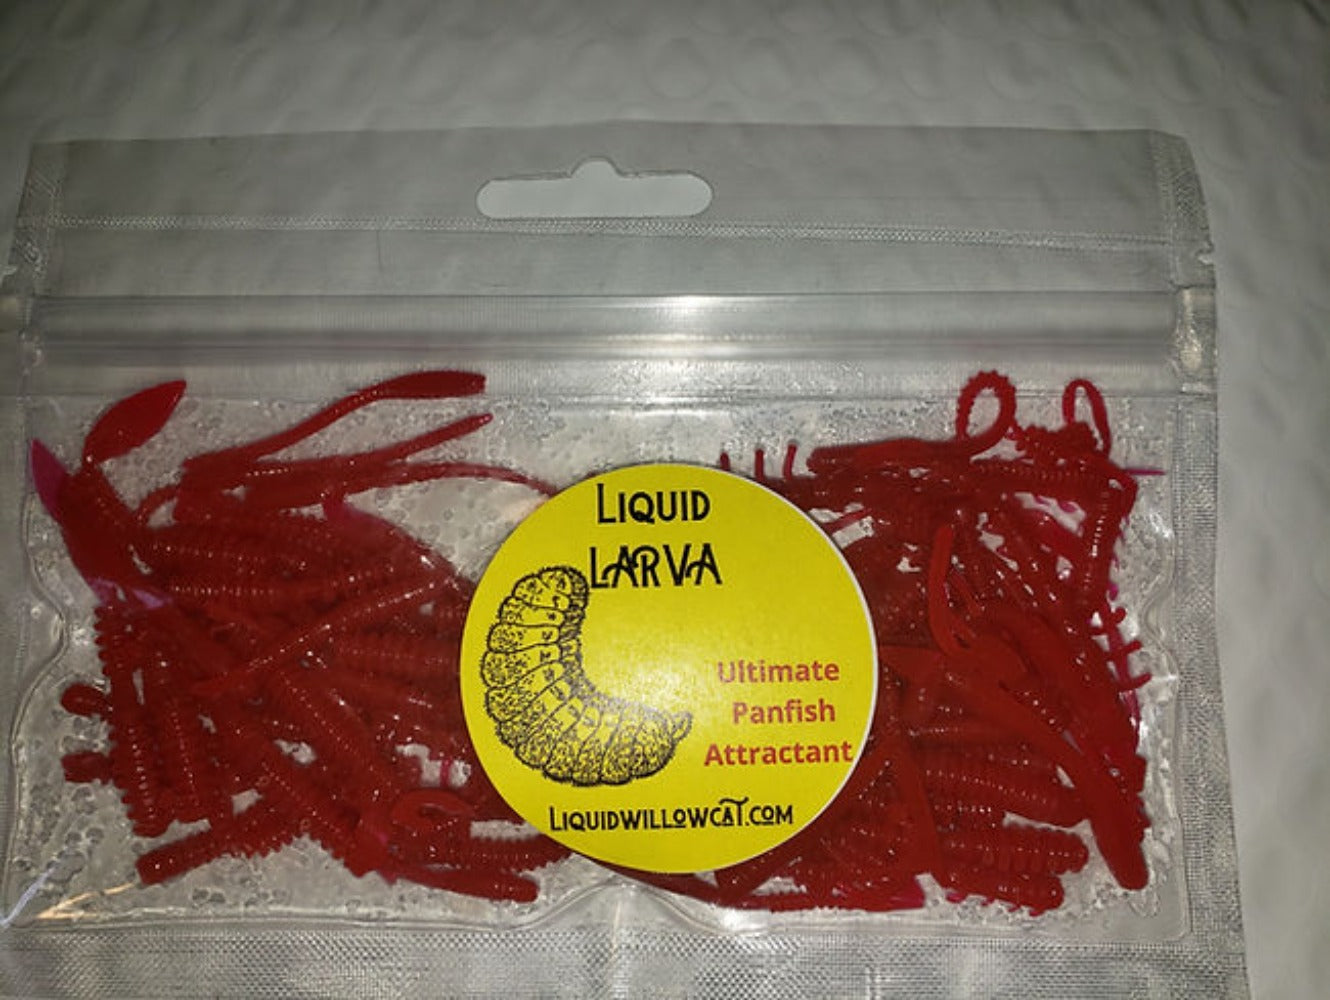 LIQUID
LARVA
Ultimate
Panfish
Attractant
LIQUIDWILLOWCAT.COM